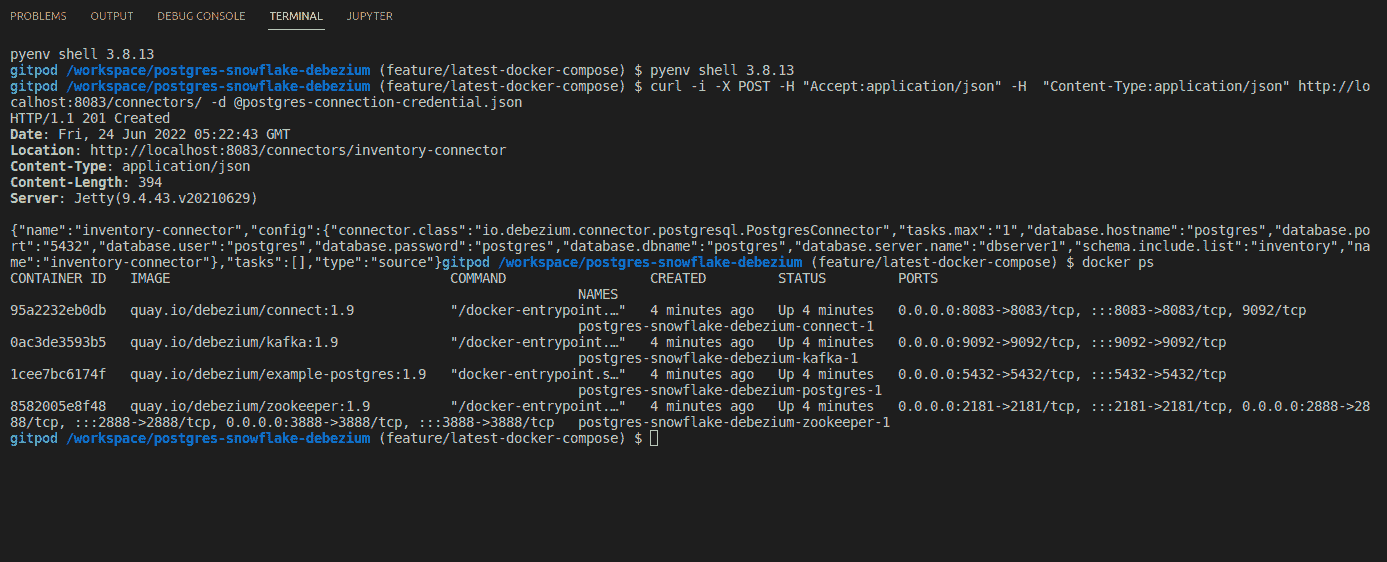 PROBLEMS OUTPUT DEBUG CONSOLE TERMINAL JUPYTER
pyenv shell 3.8.13
gitpod /workspace/postgres-snowflake-debezium (feature/latest-docker-compose) $ pyenv shell 3.8.13
gitpod /workspace/postgres-snowflake-debezium (feature/latest-docker-compose) $ curl -i -X POST -H "Accept:application/json" -H  "Content-Type:application/json" http://lo
calhost:8083/connectors/ -d @postgres-connection-credential.json
HTTP/1.1 201 Created
Date: Fri, 24 Jun 2022 05:22:43 GMT
Location: http://localhost:8083/connectors/inventory-connector
Content-Type: application/json
Content-Length: 394
Server: Jetty(9.4.43.v20210629)
{"name":"inventory-connector","config":{"connector.class":"io.debezium.connector.postgresql.PostgresConnector","tasks.max":"1","database.hostname":"postgres","database.po
rt":"5432","database.user":"postgres","database.password":"postgres","database.dbname":"postgres","database.server.name":"dbserver1","schema.include.list":"inventory","na
me":"inventory-connector"},"tasks":[],"type":"source"}gitpod /workspace/postgres-snowflake-debezium (feature/latest-docker-compose) $ docker ps
CONTAINER ID   IMAGE   COMMAND   CREATED   STATUS   PORTS
NAMES
95a2232eb0db   quay.io/debezium/connect:1.9   "/docker-entrypoint.…"   4 minutes ago   Up 4 minutes   0.0.0.0:8083->8083/tcp, :::8083->8083/tcp, 9092/tcp
postgres-snowflake-debezium-connect-1
0ac3de3593b5   quay.io/debezium/kafka:1.9   "/docker-entrypoint.…"   4 minutes ago   Up 4 minutes   0.0.0.0:9092->9092/tcp, :::9092->9092/tcp
postgres-snowflake-debezium-kafka-1
1cee7bc6174f   quay.io/debezium/example-postgres:1.9   "docker-entrypoint.s…"   4 minutes ago   Up 4 minutes   0.0.0.0:5432->5432/tcp, :::5432->5432/tcp
postgres-snowflake-debezium-postgres-1
8582005e8f48   quay.io/debezium/zookeeper:1.9   "/docker-entrypoint.…"   4 minutes ago   Up 4 minutes   0.0.0.0:2181->2181/tcp, :::2181->2181/tcp, 0.0.0.0:2888->28
88/tcp, :::2888->2888/tcp, 0.0.0.0:3888->3888/tcp, :::3888->3888/tcp   postgres-snowflake-debezium-zookeeper-1
gitpod /workspace/postgres-snowflake-debezium (feature/latest-docker-compose) $